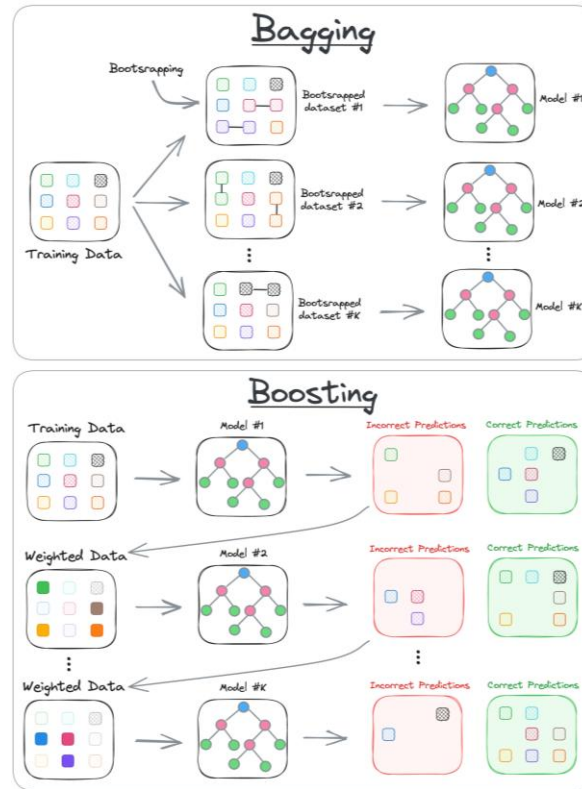 Bagging
Bootsrapping
Bootsrapped
dataset #1
Model #1
Training Data
Bootsrapped
dataset #2
Model #2
Bootsrapped
dataset #K
Model #K
Boosting
Training Data
Model #1
Incorrect Predictions
Correct Predictions
Weighted Data
Model #2
Incorrect Predictions
Correct Predictions
Weighted Data
Model #K
Incorrect Predictions
Correct Predictions